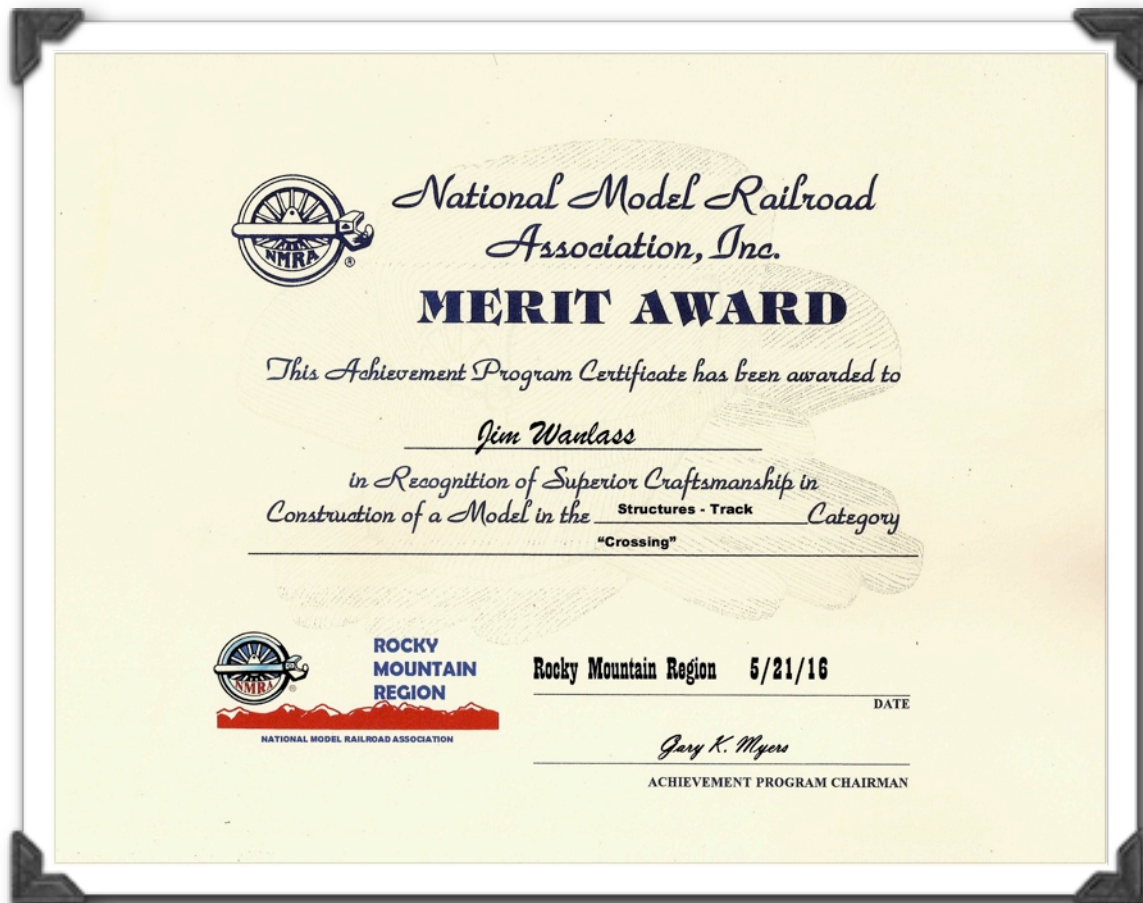 National Model Railroad
Association, Inc.
NMRA ®
MERIT AWARD
This Achievement Program Certificate has been awarded to
Jim Wanlass
in Recognition of Superior Craftsmanship in
Construction of a Model in the Structures - Track Category
“Crossing”
NMRA ®
ROCKY
MOUNTAIN
REGION
NATIONAL MODEL RAILROAD ASSOCIATION
Rocky Mountain Region 5/21/16
DATE
Gary K. Myers
ACHIEVEMENT PROGRAM CHAIRMAN